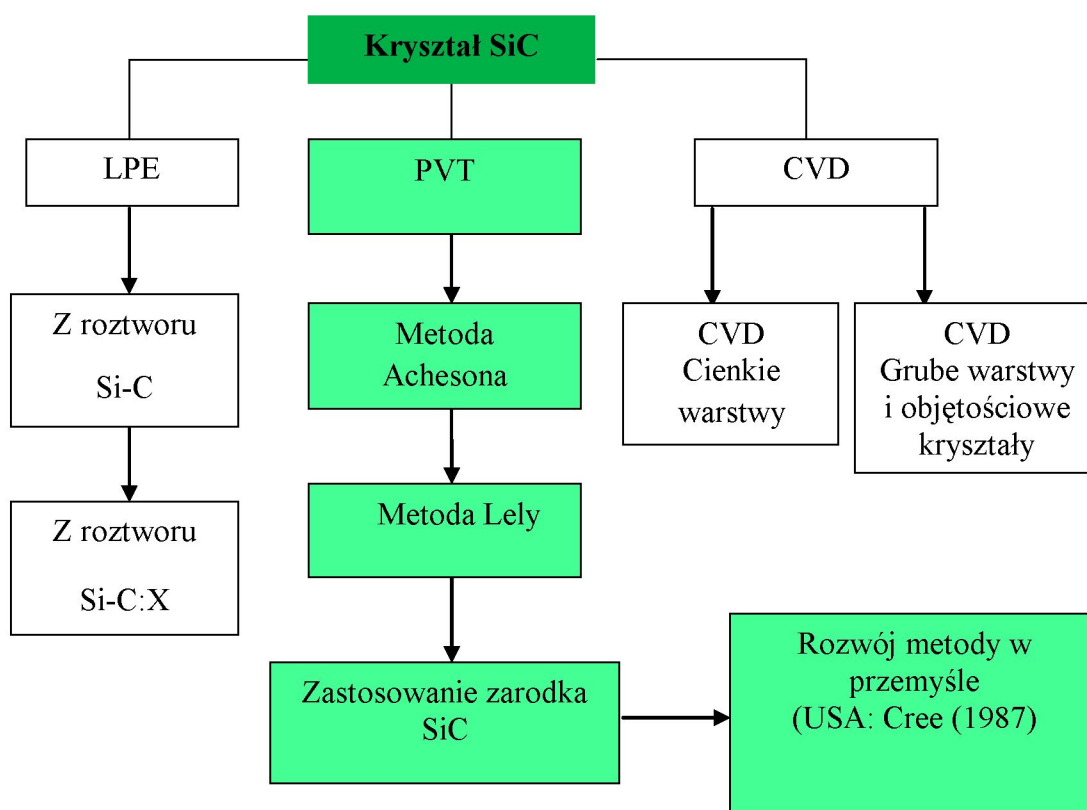 Kryształ SiC
LPE
PVT
CVD
Z roztworu
Si-C
Metoda
Achesona
CVD
Cienkie
warstwy
CVD
Grube warstwy
i objętościowe
kryształy
Z roztworu
Si-C:X
Metoda Lely
Zastosowanie zarodka
SiC
Rozwój metody w
przemyśle
(USA: Cree (1987)